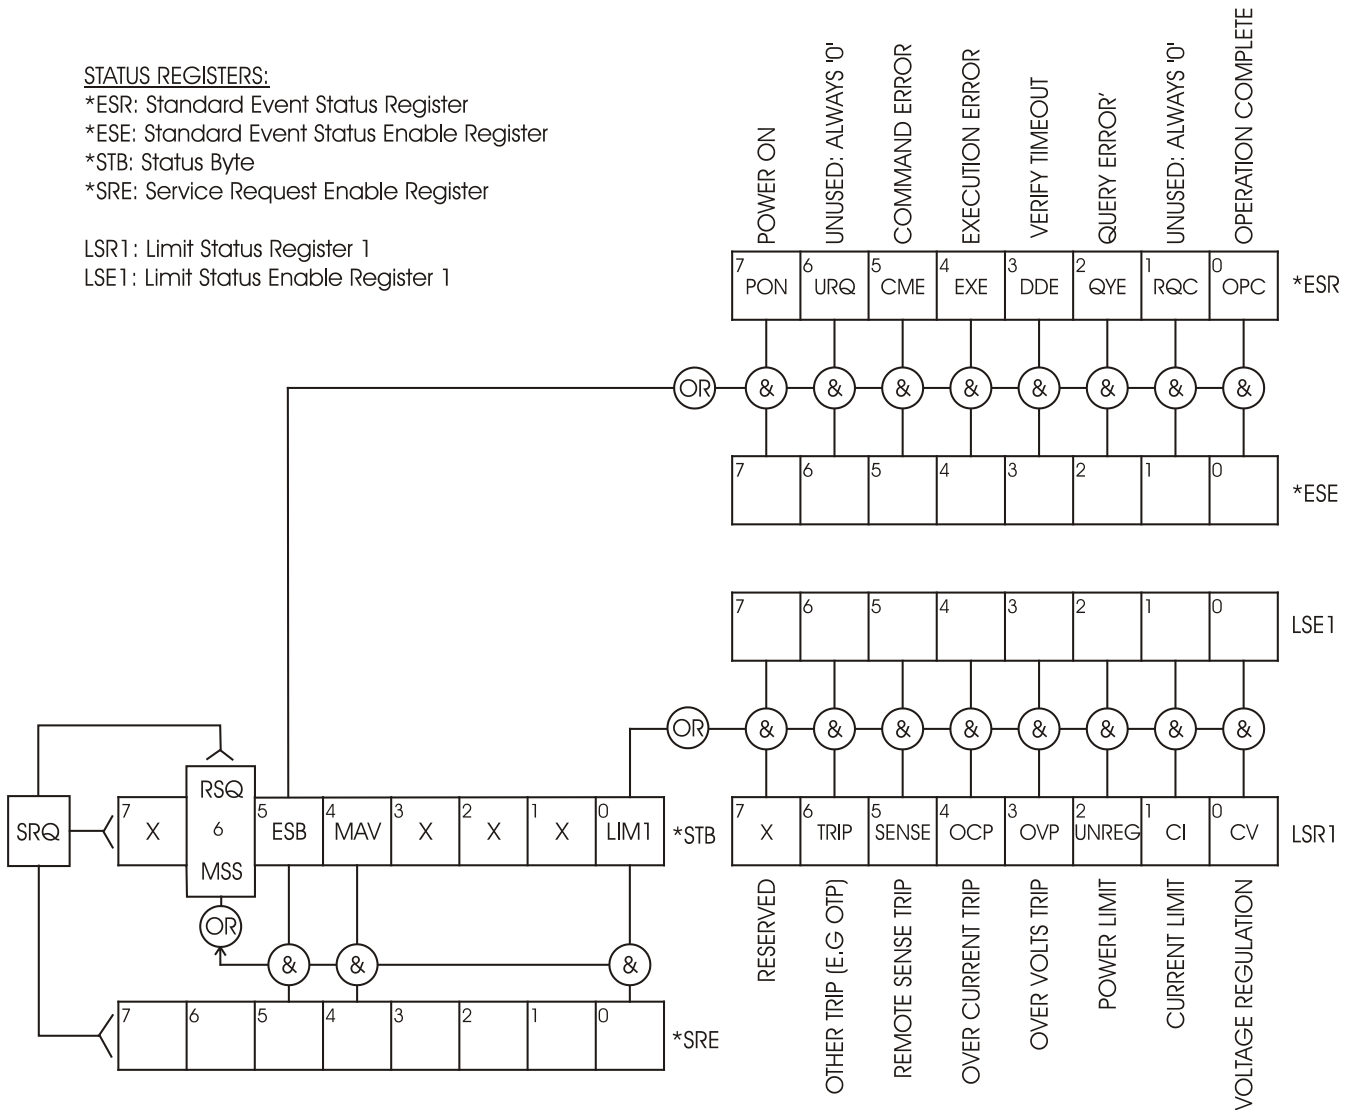 STATUS REGISTERS:
*ESR: Standard Event Status Register
*ESE: Standard Event Status Enable Register
*STB: Status Byte
*SRE: Service Request Enable Register
LSR1: Limit Status Register 1
LSE1: Limit Status Enable Register 1
POWER ON
UNUSED: ALWAYS '0'
COMMAND ERROR
EXECUTION ERROR
VERIFY TIMEOUT
QUERY ERROR'
UNUSED: ALWAYS '0'
OPERATION COMPLETE
7 6 5 4 3 2 1 0
PON URQ CME EXE DDE QYE RQC OPC *ESR
OR & & & & & & & &
7 6 5 4 3 2 1 0
*ESE
7 6 5 4 3 2 1 0
LSE1
OR & & & & & & & &
SRQ
7 X
RSQ
6
MSS
5 ESB
4 MAV
3 X
2 X
1 X
0 LIM1
*STB
7 6 5 4 3 2 1 0
X TRIP SENSE OCP OVP UNREG CI CV LSR1
OR
& & &
7 6 5 4 3 2 1 0
*SRE
RESERVED
OTHER TRIP (E.G OTP)
REMOTE SENSE TRIP
OVER CURRENT TRIP
OVER VOLTS TRIP
POWER LIMIT
CURRENT LIMIT
VOLTAGE REGULATION